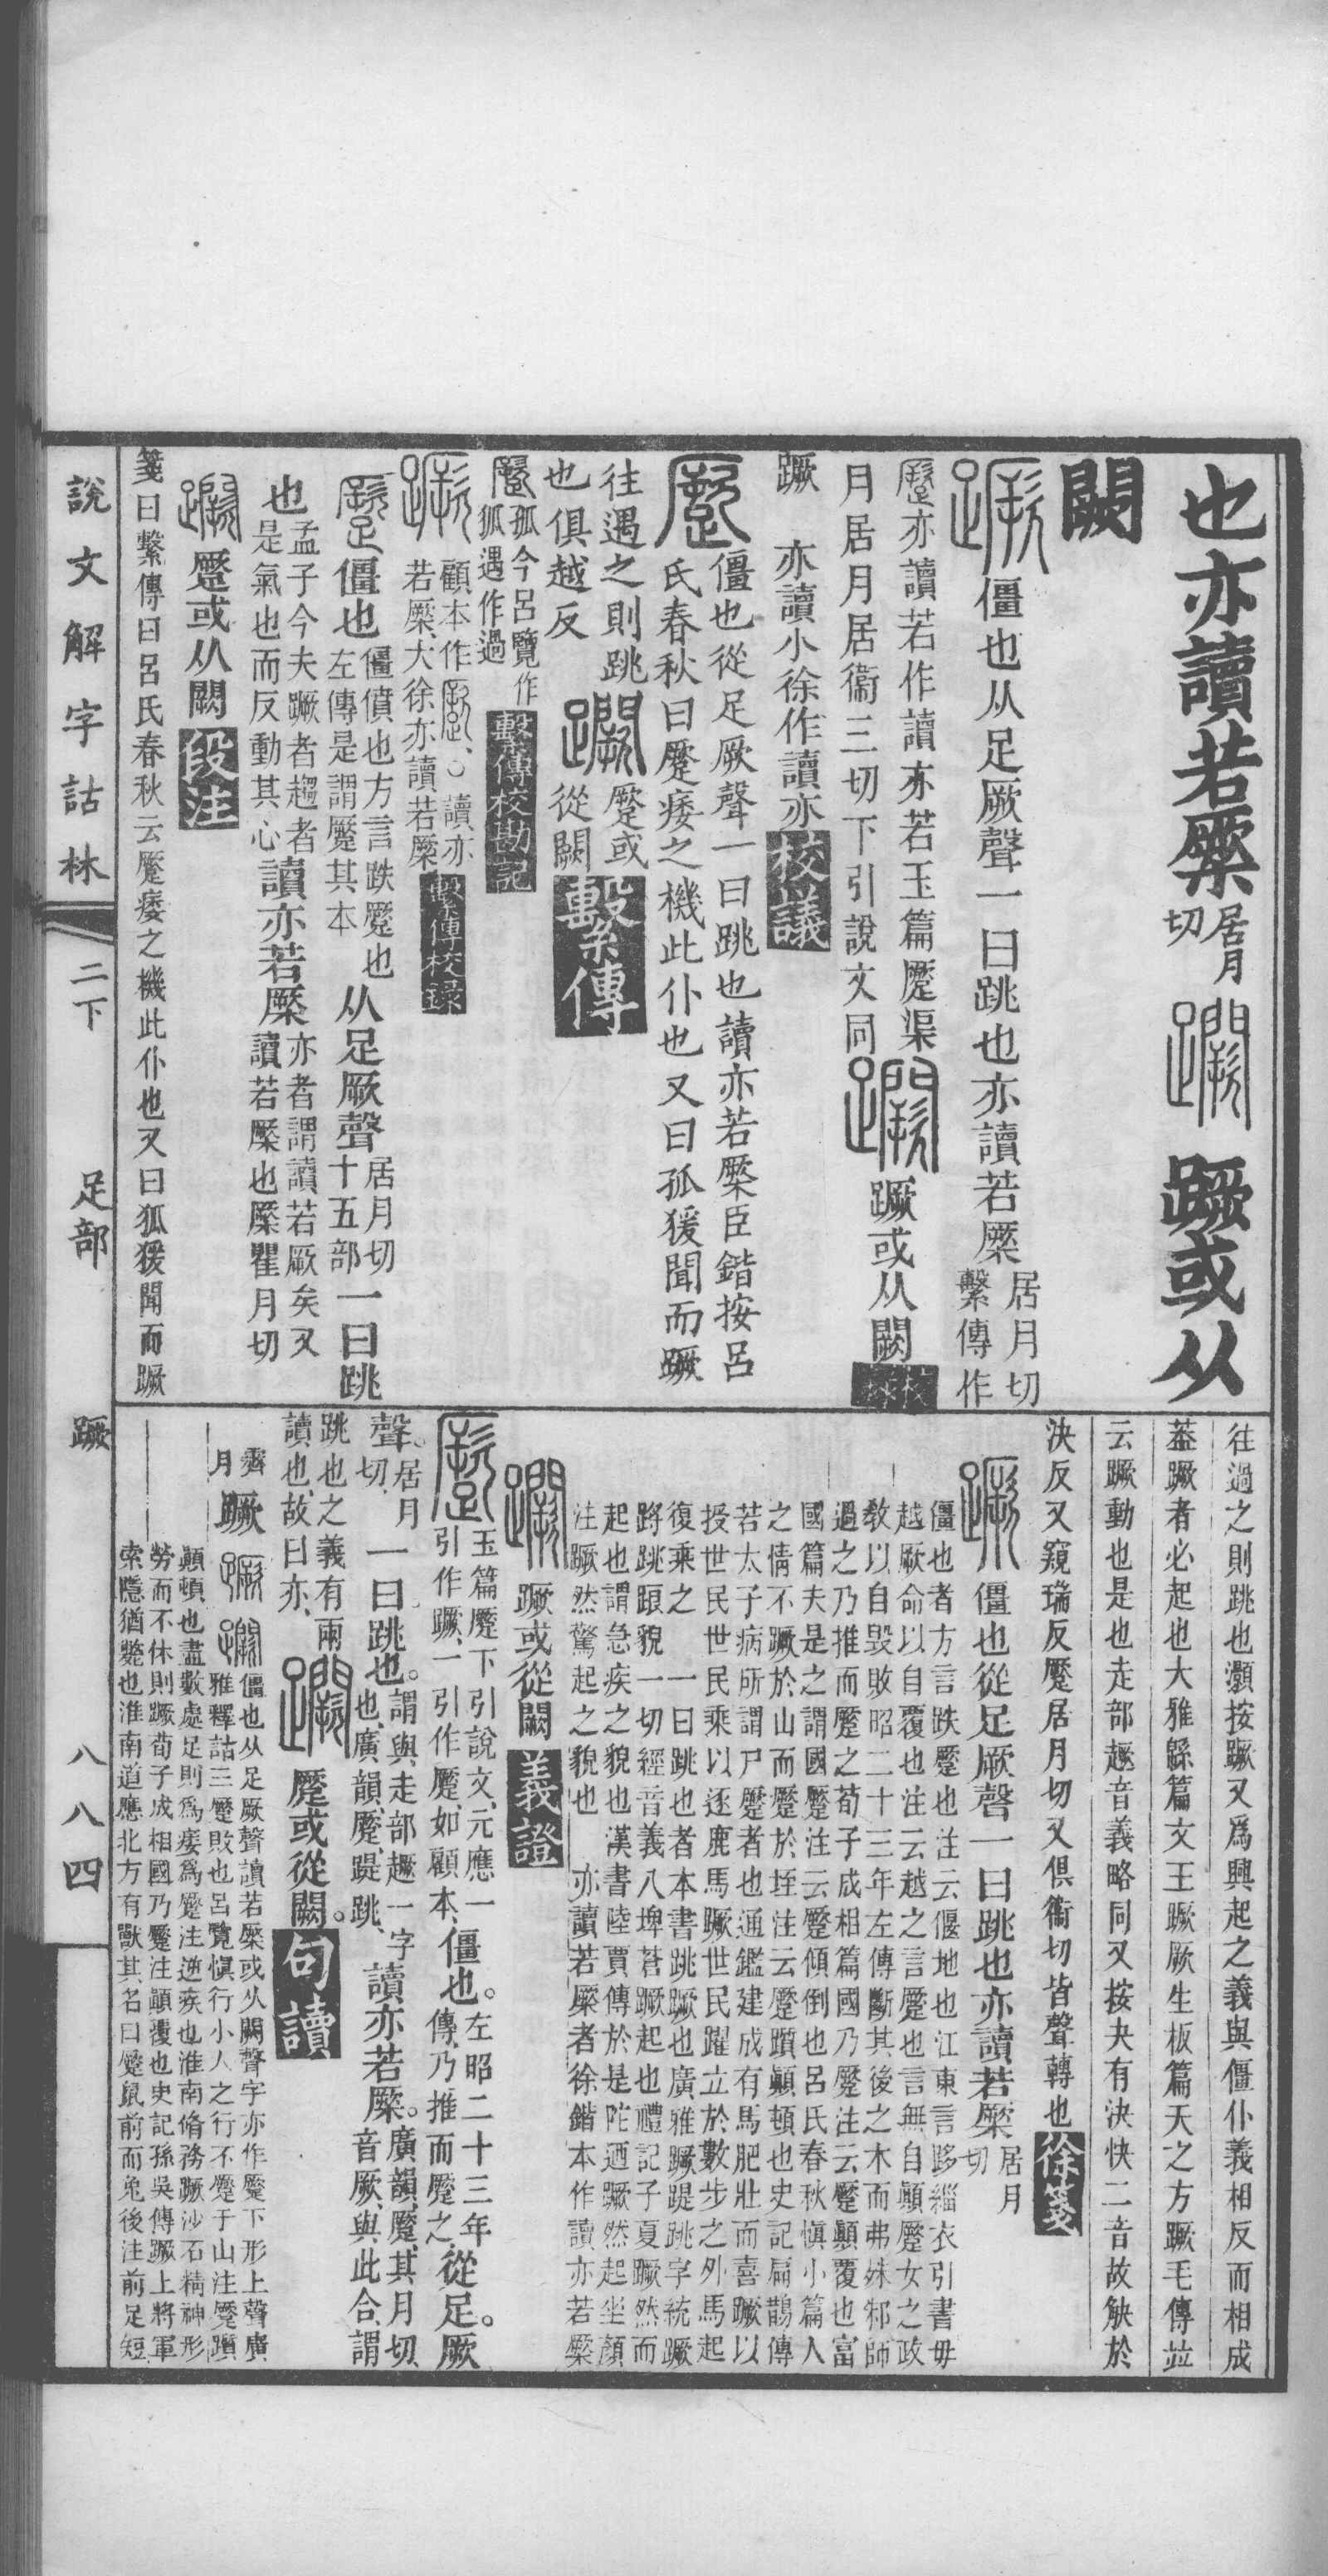 也亦讀若橜居月切 蹶或从
闕
僵也从足厥聲一曰跳也亦讀若橜居月切繫傳作
亦讀若作讀亦若玉篇蹷渠
月居月居衞三切下引說文同 蹶或从闕 校錄
蹶 亦讀小徐作讀亦 校議
僵也從足厥聲一曰跳也讀亦若橜臣鍇按呂
氏春秋曰蹷痿之機此仆也又曰狐猨聞而蹶
往過之則跳也俱越反 蹷或從闕 繫傳
狐今呂覽作狐遇作過 繫傳校勘記
顧本作 讀亦若橜大徐亦讀若橜 繫傳校錄
僵也僵僨也方言跌蹷也左傳是謂蹷其本从足厥聲居月切十五部一曰跳
也孟子今夫蹶者趨者是氣也而反動其心讀亦若橜亦者謂讀若厥矣又讀若橜也橜瞿月切
蹷或从闕 段注
箋曰繫傳曰呂氏春秋云蹷痿之機此仆也又曰狐猨聞而蹶
往過之則跳也灝按蹶又爲興起之義與僵仆義相反而相成
葢蹶者必起也大雅緜篇文王蹶厥生板篇天之方蹶毛傳竝
云蹶動也是也走部趣音義略同又按夬有決快二音故觖於
決反又窺瑞反蹷居月切又俱衞切皆聲轉也 徐箋
僵也從足厥聲一曰跳也亦讀若橜居月切
僵也者方言跌蹷也注云偃地也江東言跢緇衣引書毋
越厥命以自覆也注云越之言蹷也言無自顚蹷女之政
敎以自毀敗昭二十三年左傳斷其後之木而弗殊邾師
過之乃推而蹷之荀子成相篇國乃蹷注云蹷顚覆也富
國篇夫是之謂國蹷注云蹷傾倒也呂氏春秋愼小篇人
之情不蹶於山而蹷於垤注云蹷躓顚頓也史記扁鵲傳
若太子病所謂尸蹷者也通鑑建成有馬肥壯而喜蹶以
授世民世民乘以逐鹿馬蹶世民躍立於數步之外馬起
復乘之 一曰跳也者本書跳蹶也廣雅蹶踶跳字統蹶
踍跳踉貌一切經音義八埤蒼蹶起也禮記子夏蹶然而
起也謂急疾之貌也漢書陸賈傳於是陀迺蹶然起坐顏
注蹶然驚起之貌也 亦讀若橜者徐鍇本作讀亦若橜
蹶或從闕 義證
玉篇蹷下引說文元應一引作蹶一引作蹷如顧本僵也。左昭二十三年傳乃推而蹷之從足。厥
聲。居月切一曰跳也。謂與走部趣一字也廣韻蹷踶跳讀亦若橜。廣韻蹷其月切音厥與此合謂
跳也之義有兩讀也故曰亦 蹷或從闕。 句讀
蹶 僵也从足厥聲讀若橜或从闕聲字亦作蹷下形上聲廣
雅釋詁三蹷敗也呂覽愼行小人之行不蹷于山注蹷躓
顚頓也盡數處足則爲痿爲蹷注逆疾也淮南脩務蹶沙石精神形
勞而不休則蹶荀子成相國乃蹷注顚覆也史記孫吳傳蹶上將軍
索隱猶斃也淮南道應北方有獸其名曰蹷鼠前而兔後注前足短
說文解字詁林 二下 足部 蹶 八八四